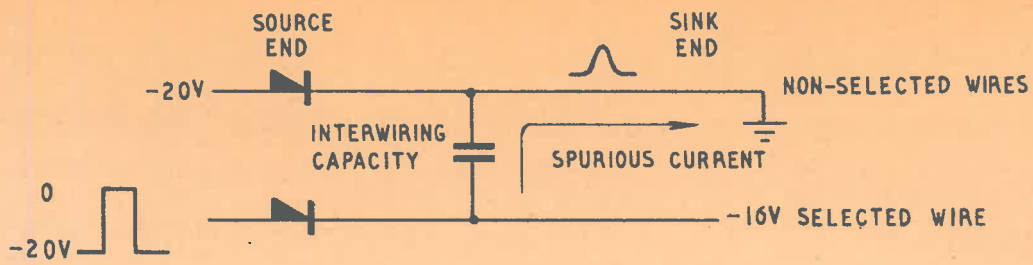 SOURCE
END
SINK
END
-20V
NON-SELECTED WIRES
INTERWIRING
CAPACITY
SPURIOUS CURRENT
0
-20V
-16V SELECTED WIRE